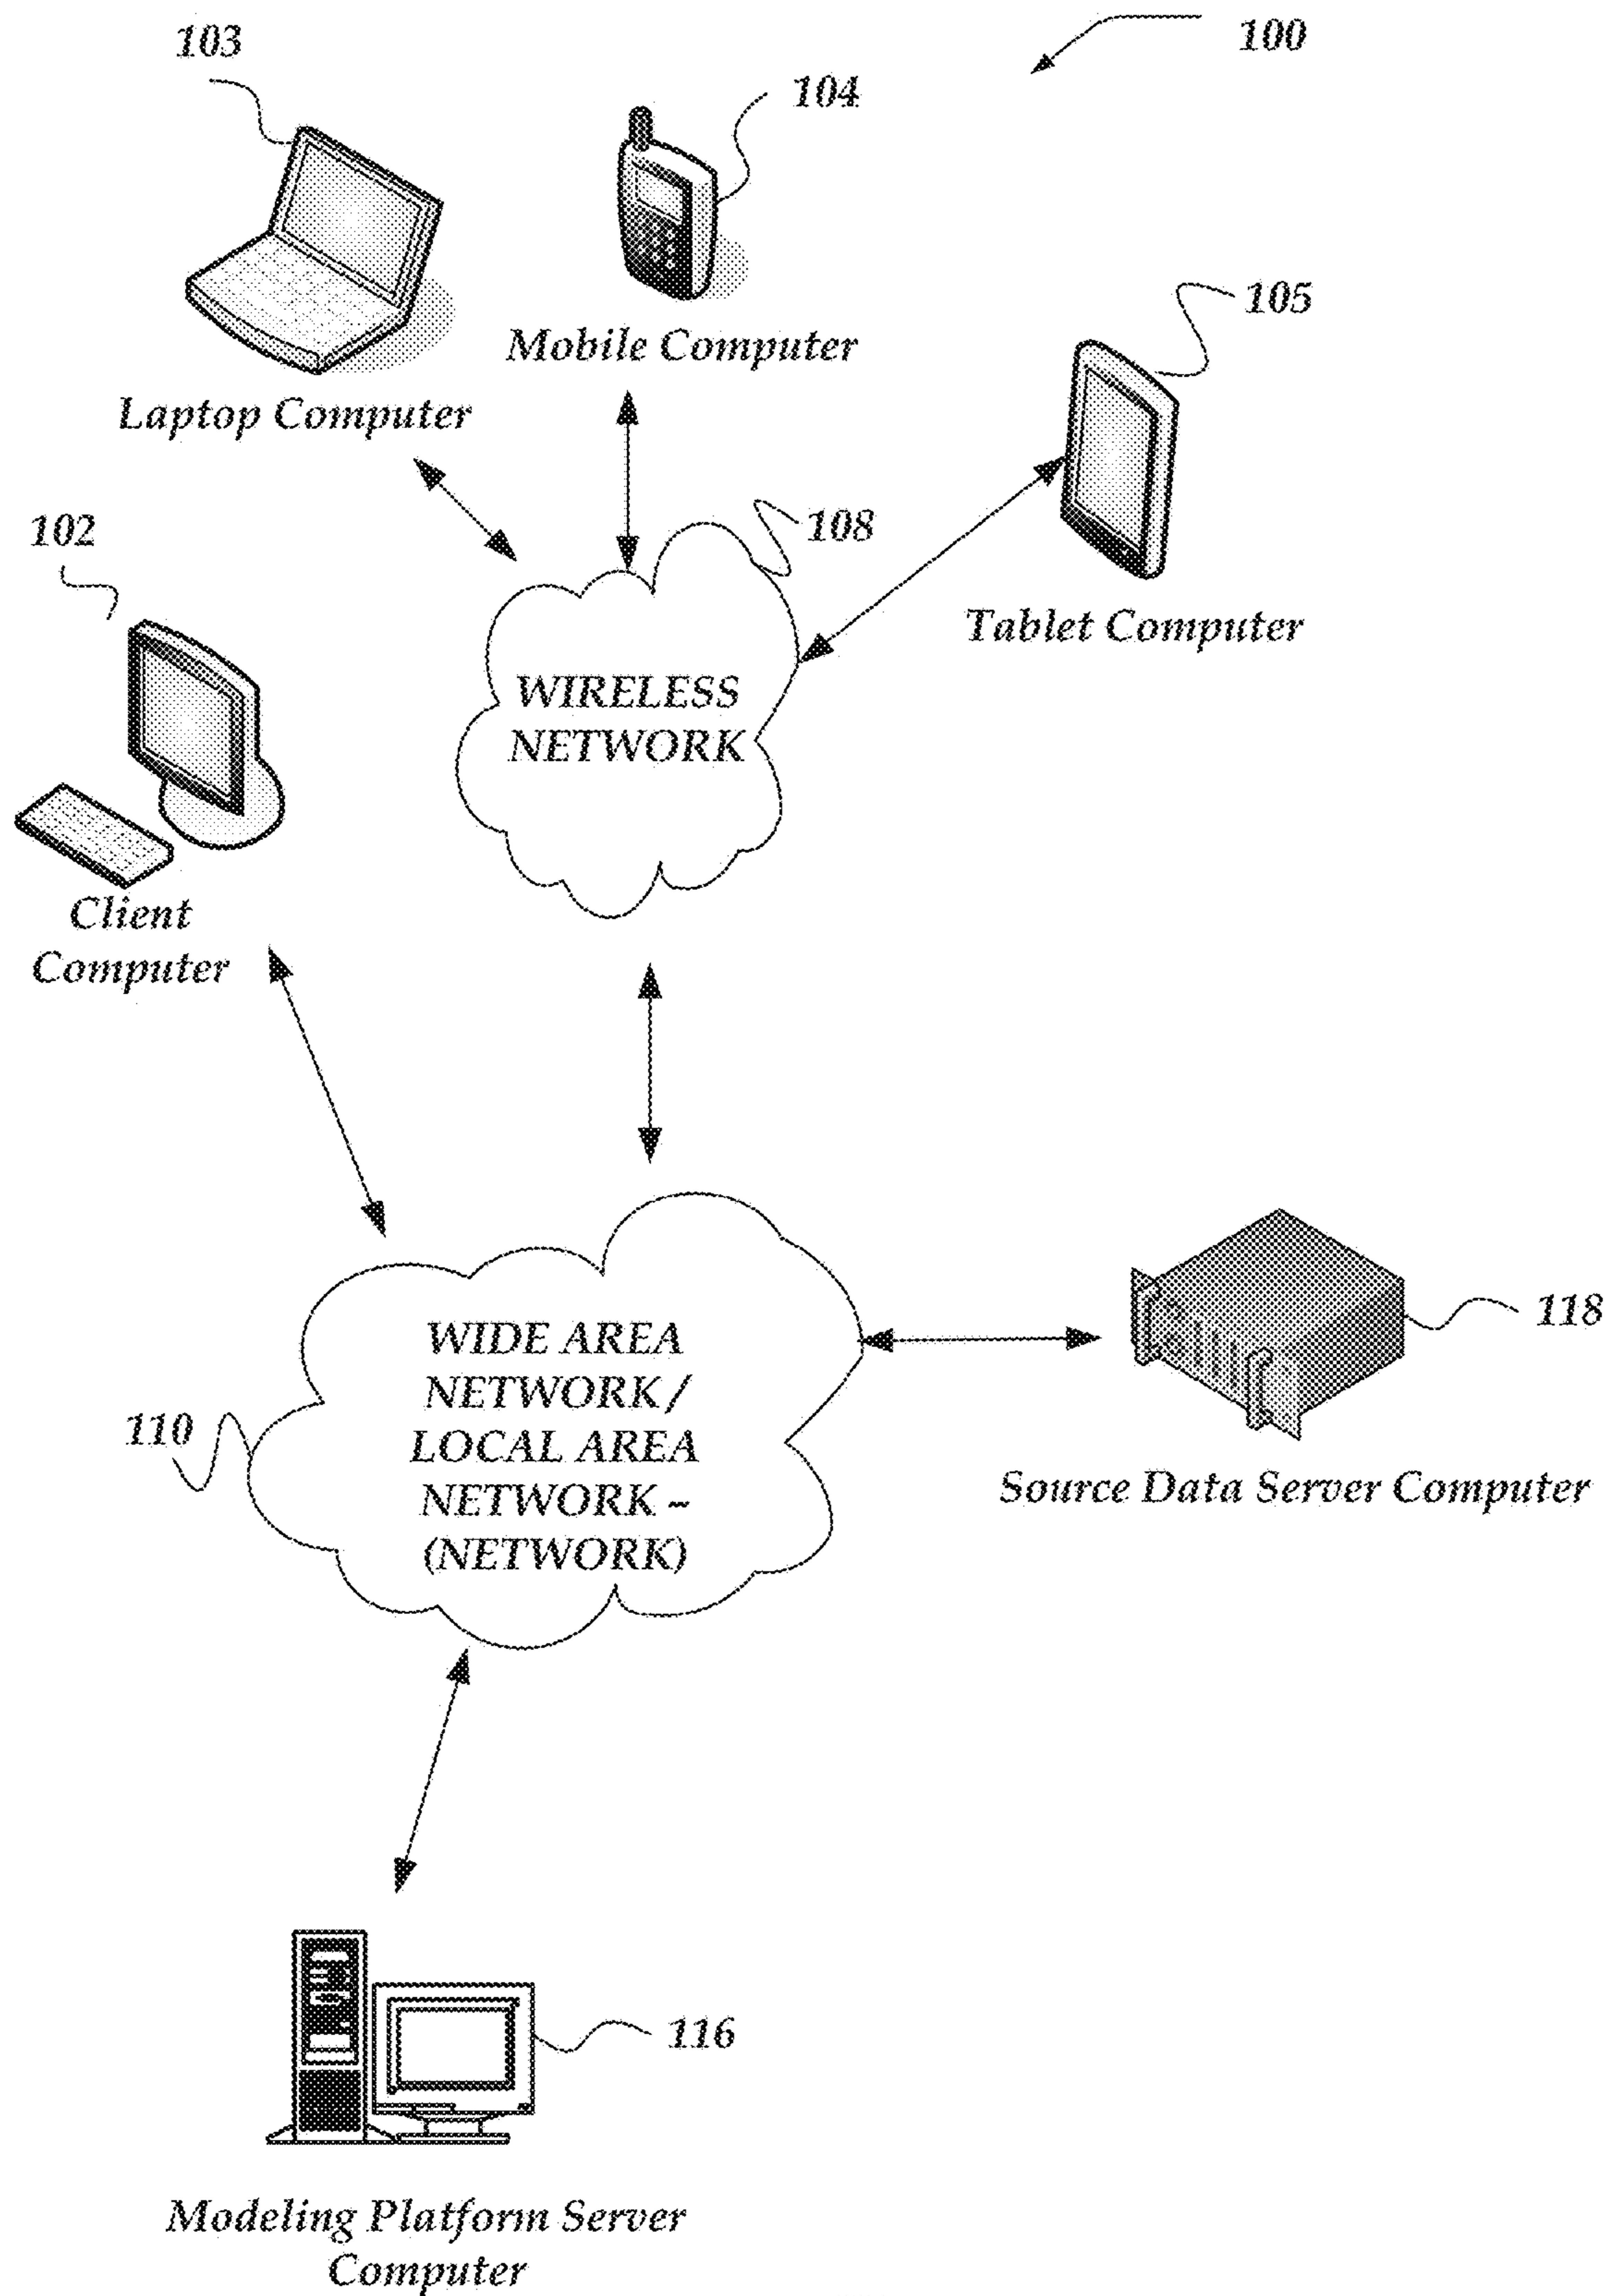 103
100
104
105
Mobile Computer
Laptop Computer
102
108
Tablet Computer
WIRELESS
NETWORK
Client
Computer
118
WIDE AREA
NETWORK /
LOCAL AREA
NETWORK -
(NETWORK)
110
Source Data Server Computer
116
Modeling Platform Server
Computer